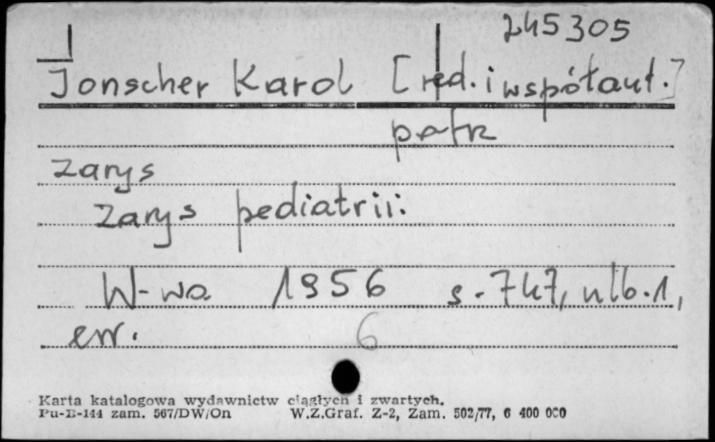 245305
Jonscher Karol [red. i współaut.]
patrz
zarys
zarys pediatrii.
W-wa 1956 s. 747, nlb. 1,
err.
6
Karta katalogowa wydawnictw ciągłych i zwartych.
Pu-B-144 zam. 567/DW/On W.Z.Graf. Z-2, Zam. 502/77, 6 400 000